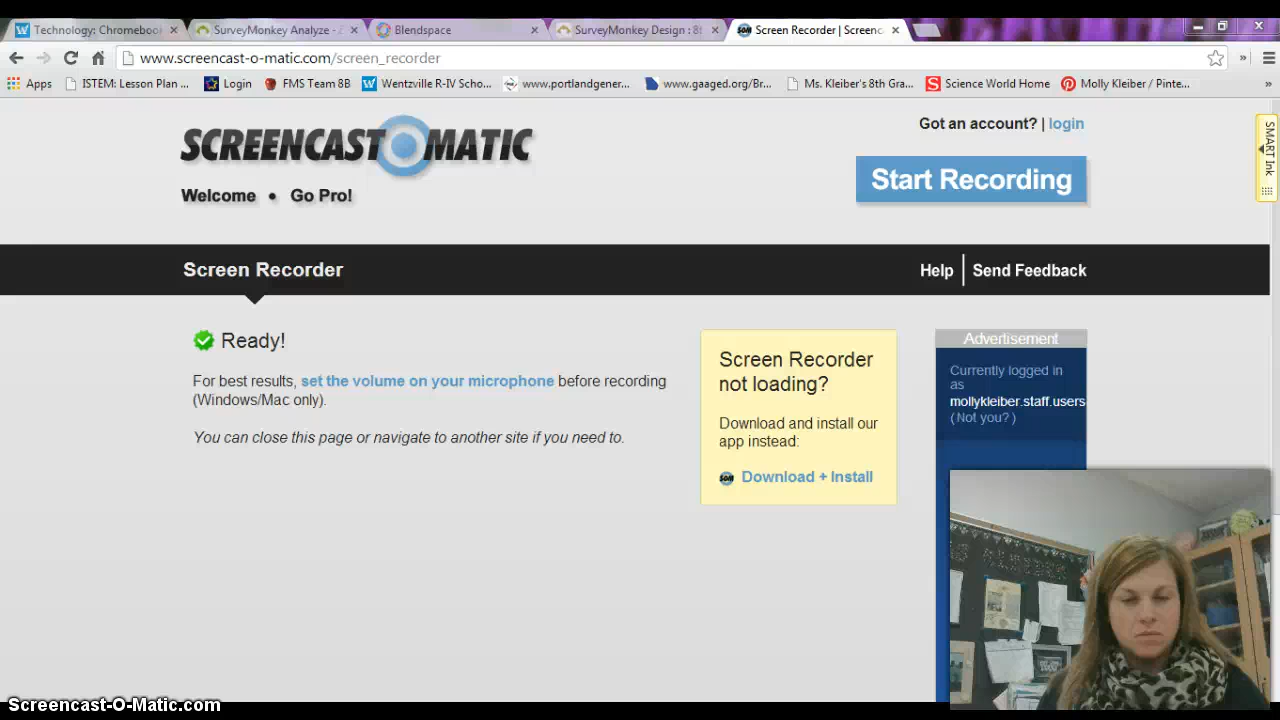 Technology: Chromebook
SurveyMonkey Analyze -
Blendspace
SurveyMonkey Design : 8
Screen Recorder | Screenc
www.screencast-o-matic.com/screen_recorder
Apps
ISTEM: Lesson Plan ...
Login
FMS Team 8B
Wentzville R-IV Scho...
www.portlandgener...
www.gaaged.org/Br...
Ms. Kleiber's 8th Gra...
Science World Home
Molly Kleiber / Pinte...
SCREENCAST O MATIC
Got an account? | login
Start Recording
SMART Ink
Welcome • Go Pro!
Screen Recorder
Help
Send Feedback
Ready!
For best results, set the volume on your microphone before recording
(Windows/Mac only).
You can close this page or navigate to another site if you need to.
Screen Recorder
not loading?
Download and install our
app instead:
SOM Download + Install
Advertisement
Currently logged in
as
mollykleiber.staff.users
(Not you?)
Screencast-O-Matic.com